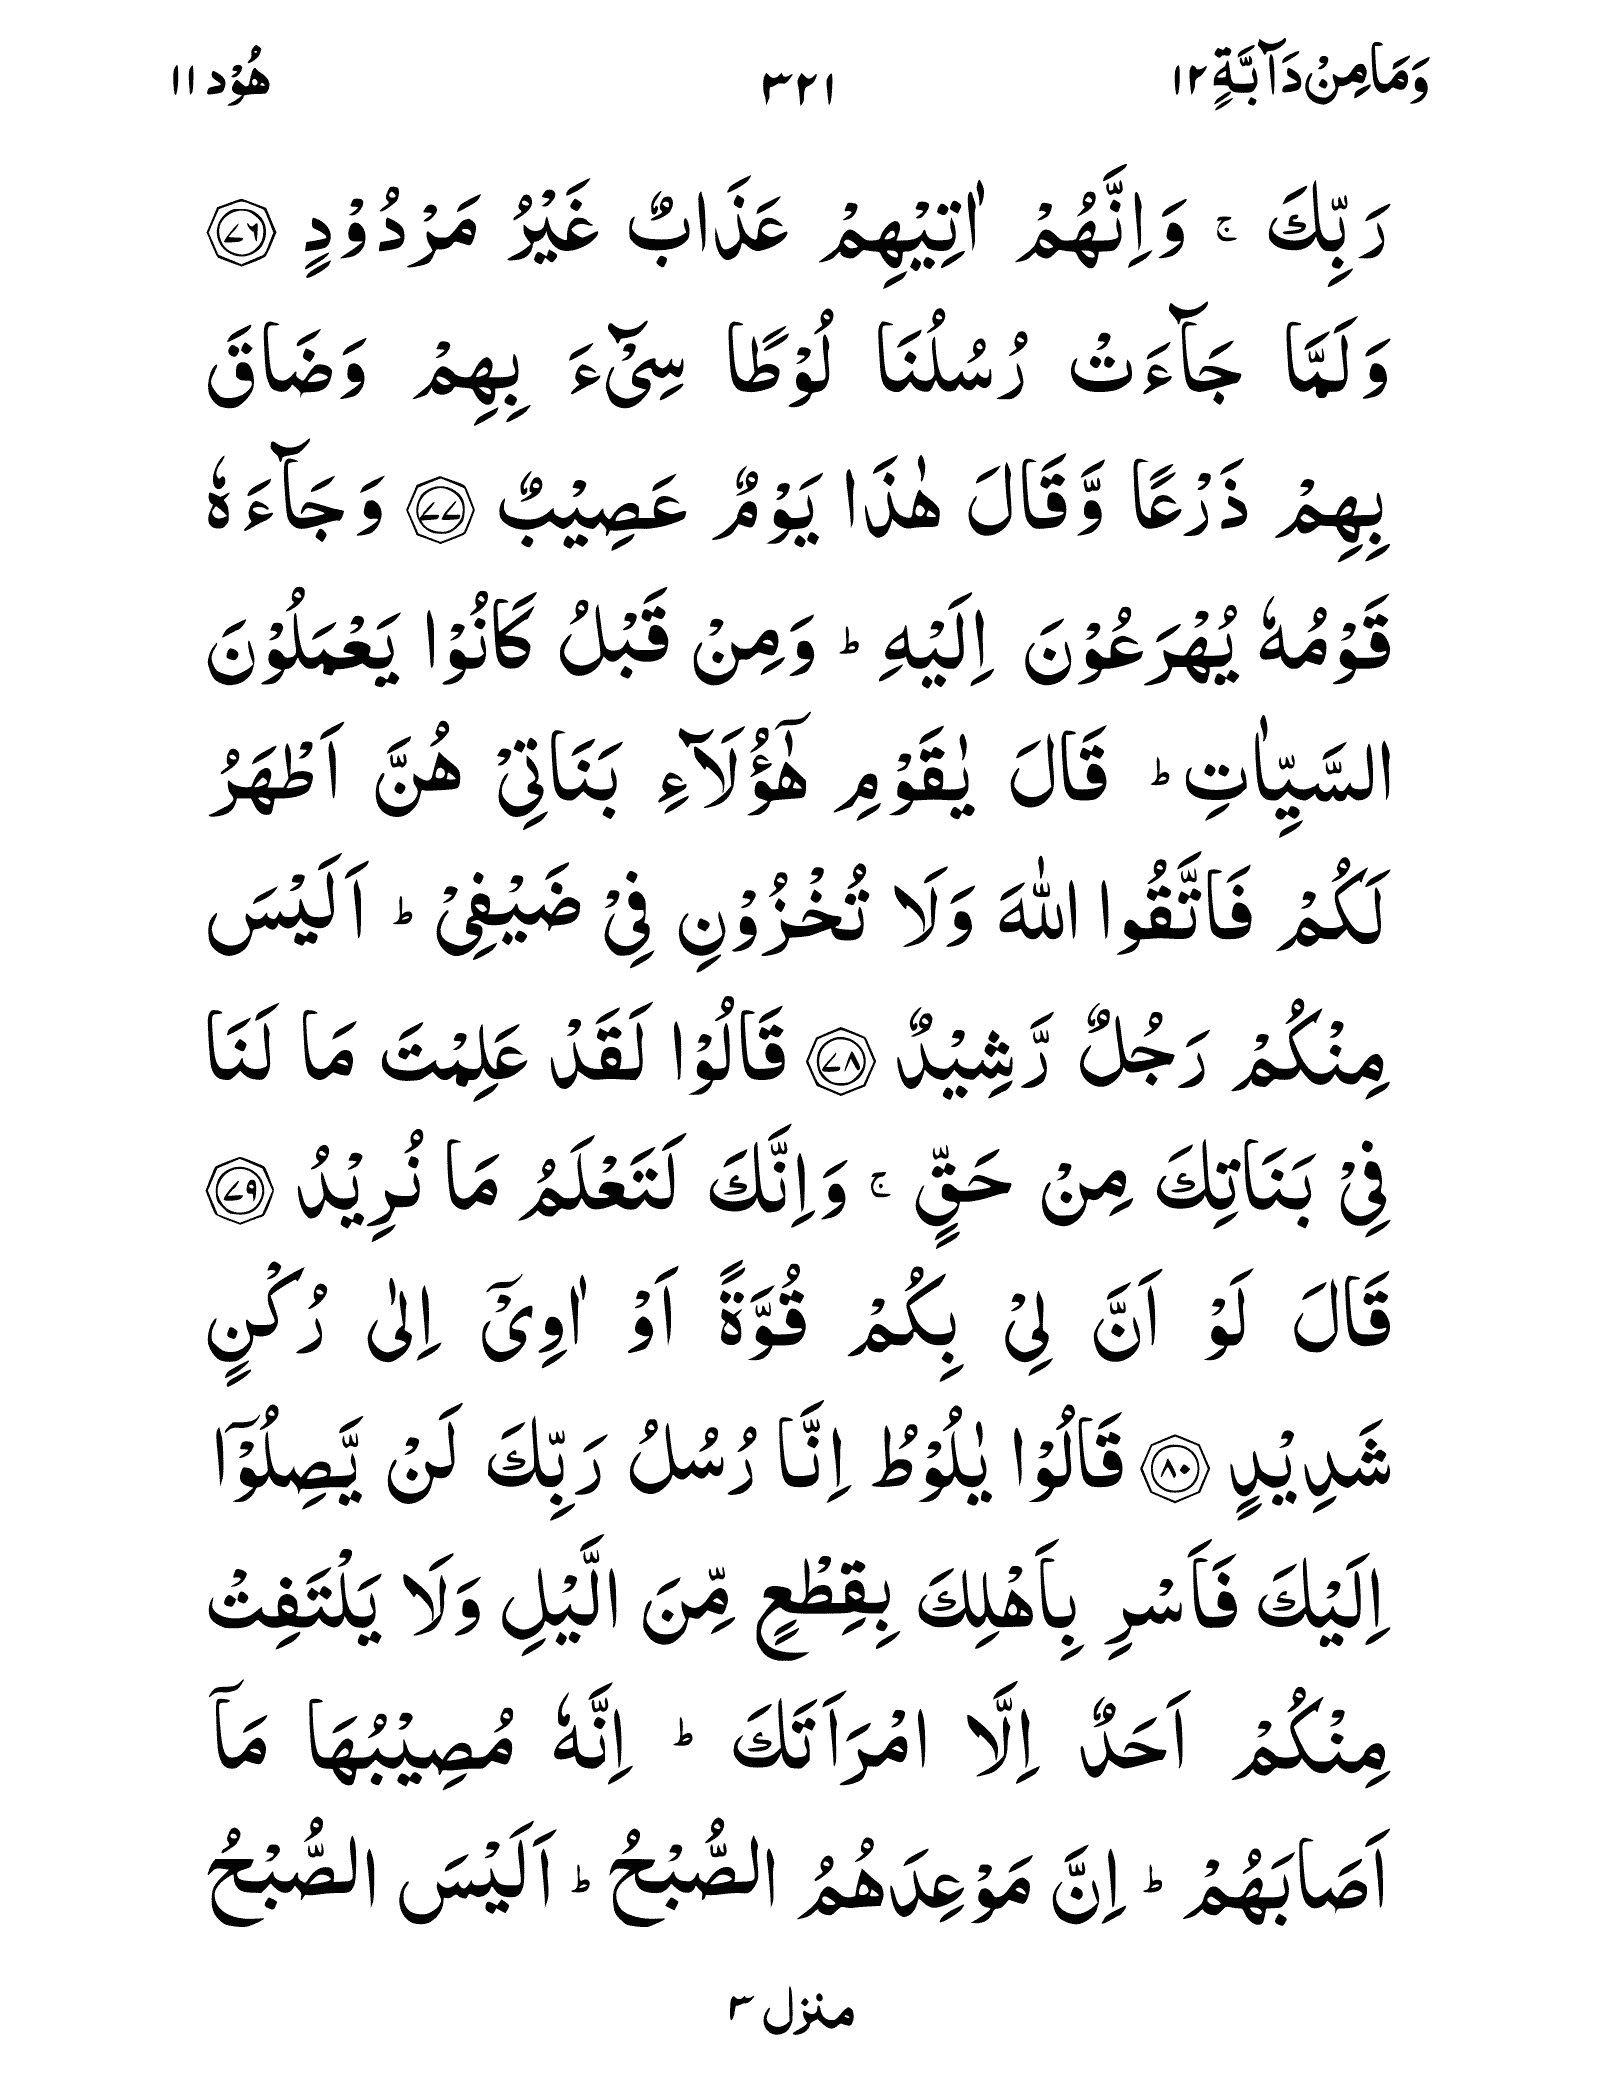 وَمَا مِنْ دَآبَّةٍ ١٢
٣٢١
هُوْد ١١
رَبِّكَ ۚ وَاِنَّهُمْ اٰتِيْهِمْ عَذَابٌ غَيْرُ مَرْدُوْدٍ ۝٧٦
وَلَمَّا جَآءَتْ رُسُلُنَا لُوْطًا سِیْٓءَ بِهِمْ وَضَاقَ
بِهِمْ ذَرْعًا وَّقَالَ هٰذَا يَوْمٌ عَصِيْبٌ ۝٧٧ وَجَآءَهٗ
قَوْمُهٗ يُهْرَعُوْنَ اِلَيْهِ ؕ وَمِنْ قَبْلُ كَانُوْا يَعْمَلُوْنَ
السَّيِّاٰتِ ؕ قَالَ يٰقَوْمِ هٰٓؤُلَآءِ بَنَاتِیْ هُنَّ اَطْهَرُ
لَكُمْ فَاتَّقُوا اللّٰهَ وَلَا تُخْزُوْنِ فِیْ ضَيْفِیْ ؕ اَلَيْسَ
مِنْكُمْ رَجُلٌ رَّشِيْدٌ ۝٧٨ قَالُوْا لَقَدْ عَلِمْتَ مَا لَنَا
فِیْ بَنَاتِكَ مِنْ حَقٍّ ۚ وَاِنَّكَ لَتَعْلَمُ مَا نُرِيْدُ ۝٧٩
قَالَ لَوْ اَنَّ لِیْ بِكُمْ قُوَّةً اَوْ اٰوِیْۤ اِلٰی رُكْنٍ
شَدِيْدٍ ۝٨٠ قَالُوْا يٰلُوْطُ اِنَّا رُسُلُ رَبِّكَ لَنْ يَّصِلُوْۤا
اِلَيْكَ فَاَسْرِ بِاَهْلِكَ بِقِطْعٍ مِّنَ الَّيْلِ وَلَا يَلْتَفِتْ
مِنْكُمْ اَحَدٌ اِلَّا امْرَاَتَكَ ؕ اِنَّهٗ مُصِيْبُهَا مَاۤ
اَصَابَهُمْ ؕ اِنَّ مَوْعِدَهُمُ الصُّبْحُ ؕ اَلَيْسَ الصُّبْحُ
منزل ٣